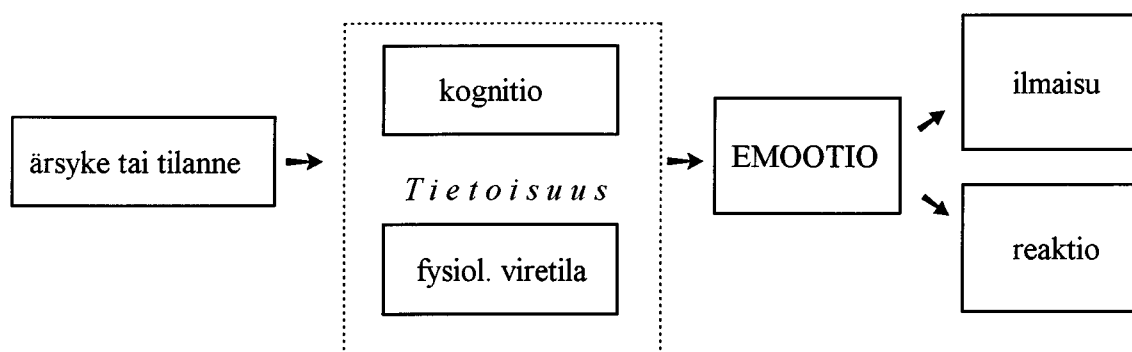 ärsyke tai tilanne
kognitio
Tietoisuus
fysiol. viretila
EMOOTIO
ilmaisu
reaktio